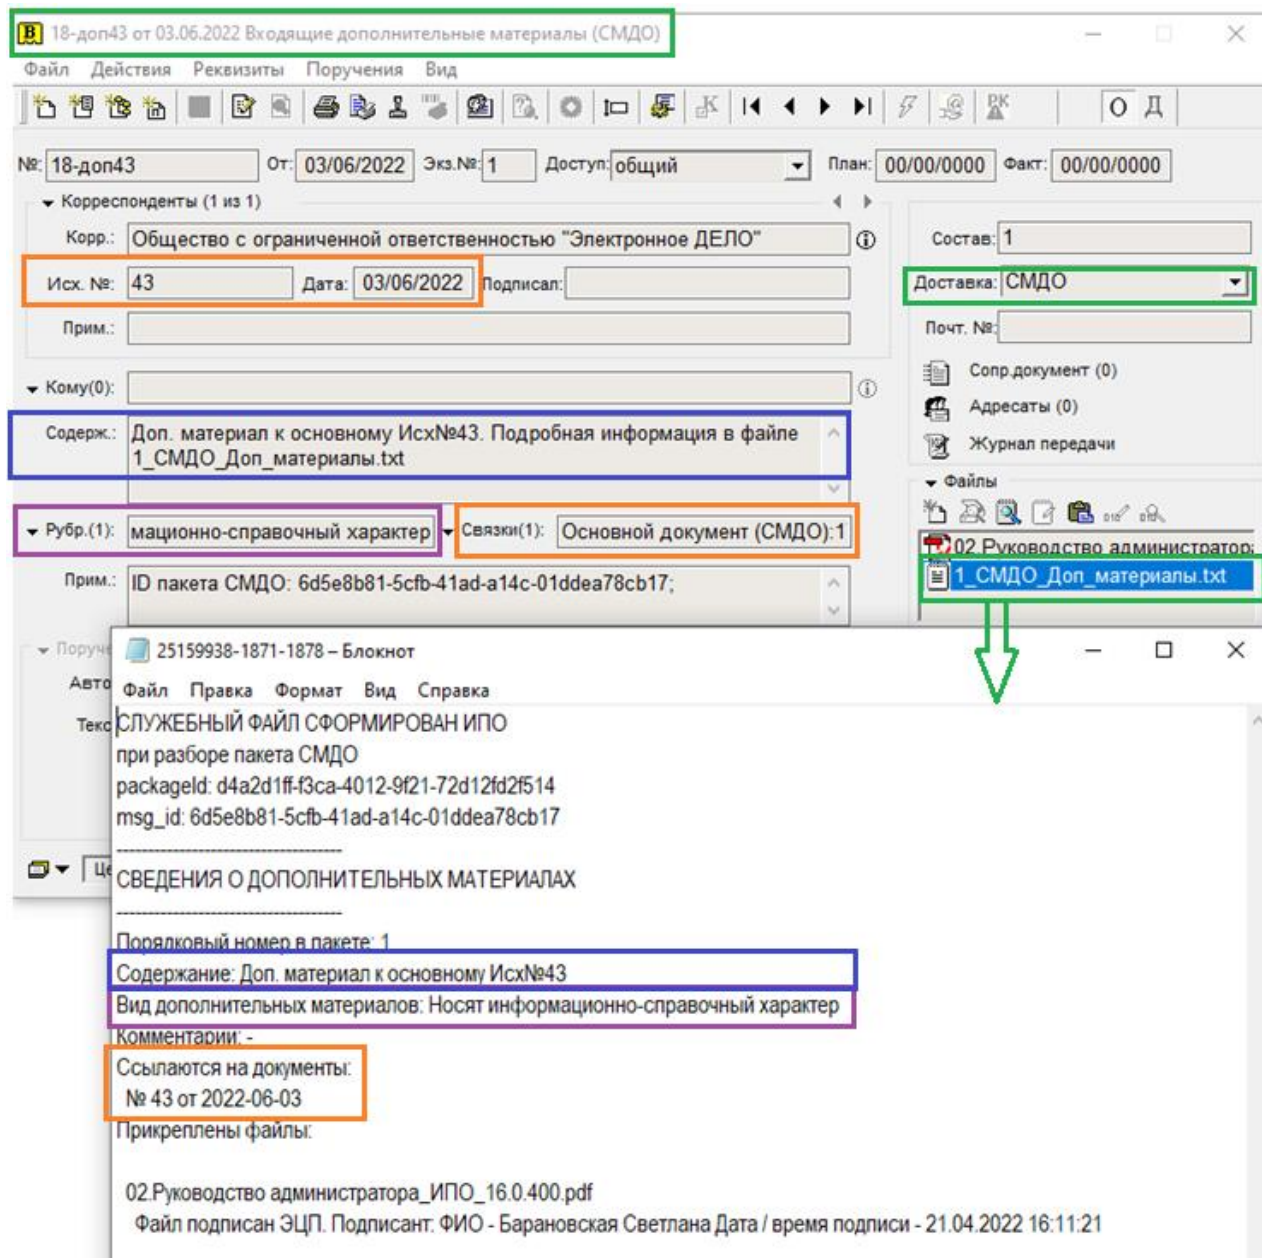 18-доп43 от 03.06.2022 Входящие дополнительные материалы (СМДО)
Файл Действия Реквизиты Поручения Вид
К РК О Д
№: 18-доп43 От: 03/06/2022 Экз.№: 1 Доступ: общий План: 00/00/0000 Факт: 00/00/0000
Корреспонденты (1 из 1)
Корр.: Общество с ограниченной ответственностью "Электронное ДЕЛО" Состав: 1
Исх. №: 43 Дата: 03/06/2022 Подписал: Доставка: СМДО
Прим.: Почт. №:
Сопр.документ (0)
Кому(0): Адресаты (0)
Содерж.: Доп. материал к основному Исх№43. Подробная информация в файле
1_СМДО_Доп_материалы.txt
Журнал передачи
Файлы
Рубр.(1): мационно-справочный характер Связки(1): Основной документ (СМДО):1
02.Руководство администратор
Прим.: ID пакета СМДО: 6d5e8b81-5cfb-41ad-a14c-01ddea78cb17;
1_СМДО_Доп_материалы.txt
Поруч
Авто
Текс
Це
25159938-1871-1878 – Блокнот
Файл Правка Формат Вид Справка
СЛУЖЕБНЫЙ ФАЙЛ СФОРМИРОВАН ИПО
при разборе пакета СМДО
packageId: d4a2d1ff-f3ca-4012-9f21-72d12fd2f514
msg_id: 6d5e8b81-5cfb-41ad-a14c-01ddea78cb17
------------------------------------
СВЕДЕНИЯ О ДОПОЛНИТЕЛЬНЫХ МАТЕРИАЛАХ
------------------------------------
Порядковый номер в пакете: 1
Содержание: Доп. материал к основному Исх№43
Вид дополнительных материалов: Носят информационно-справочный характер
Комментарии: -
Ссылаются на документы:
№ 43 от 2022-06-03
Прикреплены файлы:
02.Руководство администратора_ИПО_16.0.400.pdf
Файл подписан ЭЦП. Подписант: ФИО - Барановская Светлана Дата / время подписи - 21.04.2022 16:11:21